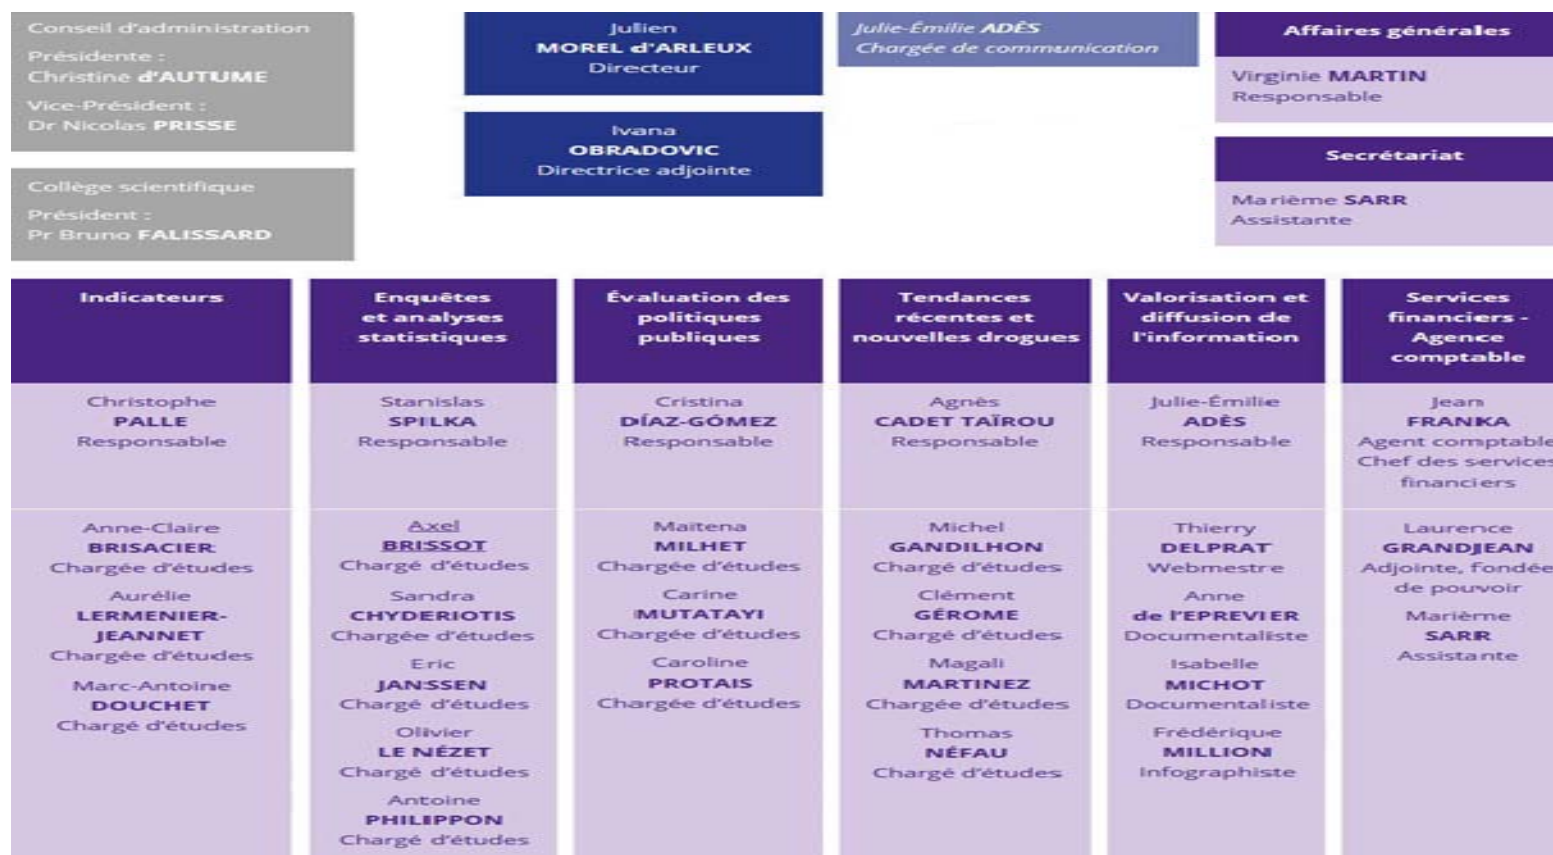 Conseil d'administration
Présidente :
Christine d'AUTUME
Vice-Président :
Dr Nicolas PRISSE
Collège scientifique
Président :
Pr Bruno FALISSARD
Julien
MOREL d'ARLEUX
Directeur
Ivana
OBRADOVIC
Directrice adjointe
Julie-Émilie ADÈS
Chargée de communication
Affaires générales
Virginie MARTIN
Responsable
Secrétariat
Marième SARR
Assistante
Indicateurs
Christophe
PALLE
Responsable
Anne-Claire
BRISACIER
Chargée d'études
Aurélie
LERMENIER-
JEANNET
Chargée d'études
Marc-Antoine
DOUCHET
Chargé d'études
Enquêtes
et analyses
statistiques
Stanislas
SPILKA
Responsable
Axel
BRISSOT
Chargé d'études
Sandra
CHYDERIOTIS
Chargée d'études
Eric
JANSSEN
Chargé d'études
Olivier
LE NÉZET
Chargé d'études
Antoine
PHILIPPON
Chargé d'études
Évaluation des
politiques
publiques
Cristina
DÍAZ-GÓMEZ
Responsable
Maïtena
MILHET
Chargée d'études
Carine
MUTATAYI
Chargée d'études
Caroline
PROTAIS
Chargée d'études
Tendances
récentes et
nouvelles drogues
Agnès
CADET TAÏROU
Responsable
Michel
GANDILHON
Chargé d'études
Clément
GÉROME
Chargé d'études
Magali
MARTINEZ
Chargée d'études
Thomas
NÉFAU
Chargé d'études
Valorisation et
diffusion de
l'information
Julie-Émilie
ADÈS
Responsable
Thierry
DELPRAT
Webmestre
Anne
de l'EPREVIER
Documentaliste
Isabelle
MICHOT
Documentaliste
Frédérique
MILLION
Infographiste
Services
financiers -
Agence
comptable
Jean
FRANKA
Agent comptable
Chef des services
financiers
Laurence
GRANDJEAN
Adjointe, fondée
de pouvoir
Marième
SARR
Assistante